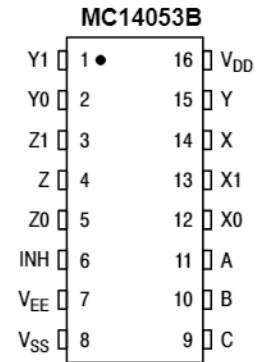 MC14053B
Y1 1 16 VDD
Y0 2 15 Y
Z1 3 14 X
Z 4 13 X1
Z0 5 12 X0
INH 6 11 A
VEE 7 10 B
VSS 8 9 C